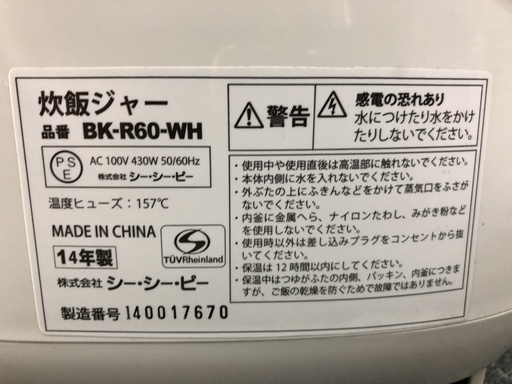 炊飯ジャー
品番 BK-R60-WH
PSE
AC 100V 430W 50/60Hz
株式会社 シー・シー・ピー
温度ヒューズ：157℃
MADE IN CHINA
14年製
TÜVRheinland
株式会社 シー・シー・ピー
製造番号 140017670
警告
感電の恐れあり
水につけたり水をかけ
たりしないでください。
・使用中や使用直後は高温部に触れないでください。
・本体内側に水を入れないでください。
・外ぶたの上にふきんなどをかけて蒸気口をふさが
ないでください。
・内釜に金属へら、ナイロンたわし、みがき粉など
を使用しないでください。
・使用時以外は差し込みプラグをコンセントから抜
いてください。
・保温は12時間以内にしてください。
・保温中はつゆがふたの内側、パッキン、内釜につきま
すが、ご飯の乾燥を防ぐためで故障ではありません。